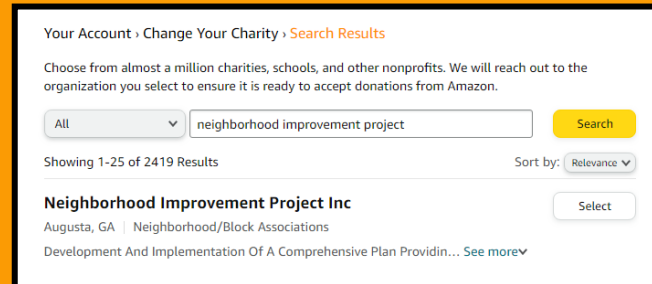 Your Account › Change Your Charity › Search Results
Choose from almost a million charities, schools, and other nonprofits. We will reach out to the
organization you select to ensure it is ready to accept donations from Amazon.
All neighborhood improvement project Search
Showing 1-25 of 2419 Results Sort by: Relevance
Neighborhood Improvement Project Inc Select
Augusta, GA | Neighborhood/Block Associations
Development And Implementation Of A Comprehensive Plan Providin... See more